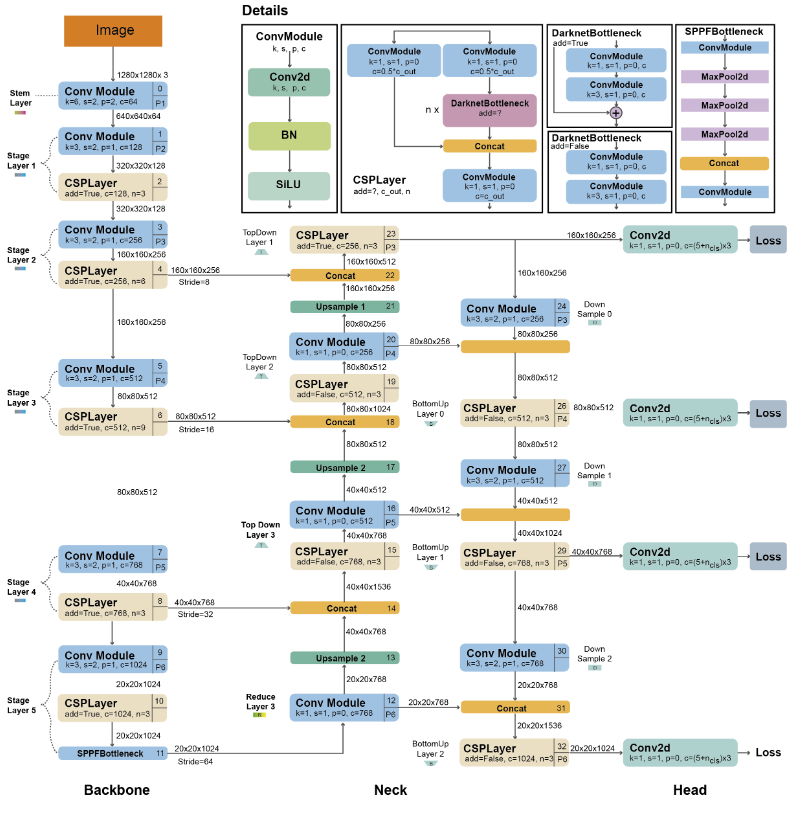 Details
Image
1280x1280x 3
Stem
Layer
Conv Module 0
k=6, s=2, p=2, c=64 P1
640x640x64
Stage
Layer 1
Conv Module 1
k=3, s=2, p=1, c=128 P2
320x320x128
CSPLayer 2
add=True, c=128, n=3
320x320x128
Stage
Layer 2
Conv Module 3
k=3, s=2, p=1, c=256 P3
160x160x256
CSPLayer 4
add=True, c=256, n=6
160x160x256
Stride=8
160x160x256
Stage
Layer 3
Conv Module 5
k=3, s=2, p=1, c=512 P4
80x80x512
CSPLayer 6
add=True, c=512, n=9
80x80x512
Stride=16
80x80x512
Stage
Layer 4
Conv Module 7
k=3, s=2, p=1, c=768 P5
40x40x768
CSPLayer 8
add=True, c=768, n=3
40x40x768
Stride=32
Stage
Layer 5
Conv Module 9
k=3, s=2, p=1, c=1024 P6
20x20x1024
CSPLayer 10
add=True, c=1024, n=3
20x20x1024
SPPFBottleneck 11
20x20x1024
Stride=64
Backbone
ConvModule
k, s, p, c
Conv2d
k, s, p, c
BN
SiLU
ConvModule
k=1, s=1, p=0
c=0.5*c_out
ConvModule
k=1, s=1, p=0
c=0.5*c_out
n x
DarknetBottleneck
add=?
Concat
ConvModule
k=1, s=1, p=0
c=c_out
CSPLayer
add=?, c_out, n
DarknetBottleneck
add=True
ConvModule
k=1, s=1, p=0, c
ConvModule
k=3, s=1, p=0, c
+
DarknetBottleneck
add=False
ConvModule
k=1, s=1, p=0, c
ConvModule
k=3, s=1, p=0, c
SPPFBottleneck
ConvModule
MaxPool2d
MaxPool2d
MaxPool2d
Concat
ConvModule
TopDown
Layer 1
T
CSPLayer 23
add=True, c=256, n=3 P3
160x160x512
Concat 22
160x160x256
Upsample 1 21
80x80x256
TopDown
Layer 2
T
Conv Module 20
k=1, s=1, p=0, c=256 P4
80x80x256
80x80x512
CSPLayer 19
add=False, c=512, n=3
80x80x1024
Concat 18
80x80x512
Upsample 2 17
40x40x512
Top Down
Layer 3
T
Conv Module 16
k=1, s=1, p=0, c=512 P5
40x40x512
40x40x768
CSPLayer 15
add=False, c=768, n=3
40x40x1536
Concat 14
40x40x768
Upsample 2 13
20x20x768
Reduce
Layer 3
R
Conv Module 12
k=1, s=1, p=0, c=768 P6
20x20x768
Neck
160x160x256
160x160x256
Conv Module 24
k=3, s=2, p=1, c=256 P3
Down
Sample 0
D
80x80x256
80x80x512
BottomUp
Layer 0
B
CSPLayer 26
add=False, c=512, n=3 P4
80x80x512
80x80x512
Conv Module 27
k=3, s=2, p=1, c=512
Down
Sample 1
D
40x40x512
40x40x1024
BottomUp
Layer 1
B
CSPLayer 29
add=False, c=768, n=3 P5
40x40x768
40x40x768
Conv Module 30
k=3, s=2, p=1, c=768
Down
Sample 2
D
20x20x768
Concat 31
20x20x1536
BottomUp
Layer 2
B
CSPLayer 32
add=False, c=1024, n=3 P6
20x20x1024
Conv2d
k=1, s=1, p=0, c=(5+ncls)x3
Loss
Conv2d
k=1, s=1, p=0, c=(5+ncls)x3
Loss
Conv2d
k=1, s=1, p=0, c=(5+ncls)x3
Loss
Conv2d
k=1, s=1, p=0, c=(5+ncls)x3
Loss
Head